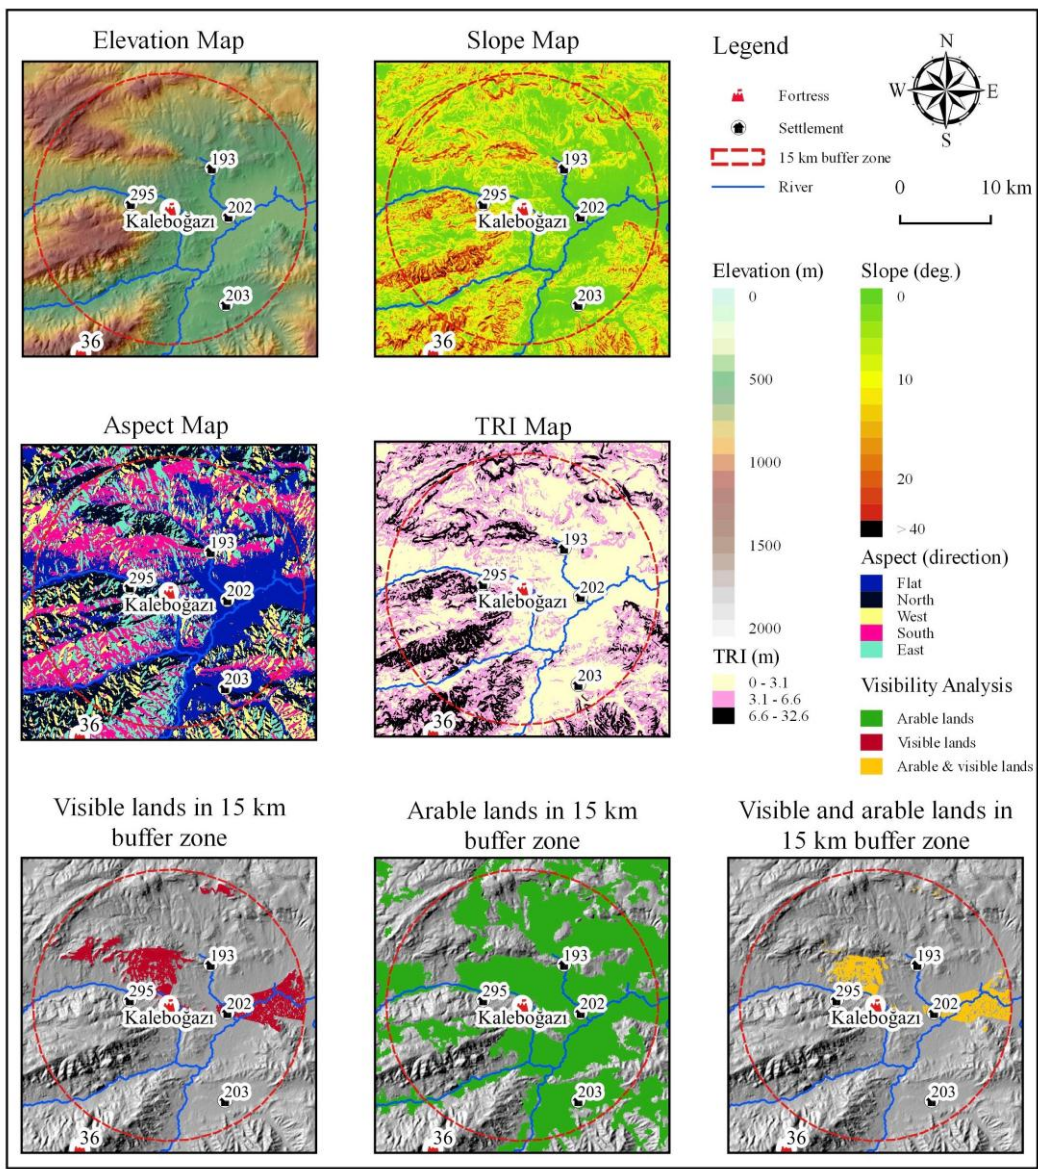 Elevation Map
193
295
Kaleboğazı
202
203
36
Slope Map
193
295
Kaleboğazı
202
203
36
Legend
Fortress
Settlement
15 km buffer zone
River
N
W
E
S
0
10 km
Elevation (m)
0
500
1000
1500
2000
Slope (deg.)
0
10
20
> 40
Aspect Map
193
295
Kaleboğazı
202
203
36
TRI Map
193
295
Kaleboğazı
202
203
36
TRI (m)
0 - 3.1
3.1 - 6.6
6.6 - 32.6
Aspect (direction)
Flat
North
West
South
East
Visibility Analysis
Arable lands
Visible lands
Arable & visible lands
Visible lands in 15 km
buffer zone
193
295
Kaleboğazı
202
203
36
Arable lands in 15 km
buffer zone
193
295
Kaleboğazı
202
203
36
Visible and arable lands in
15 km buffer zone
193
295
Kaleboğazı
202
203
36